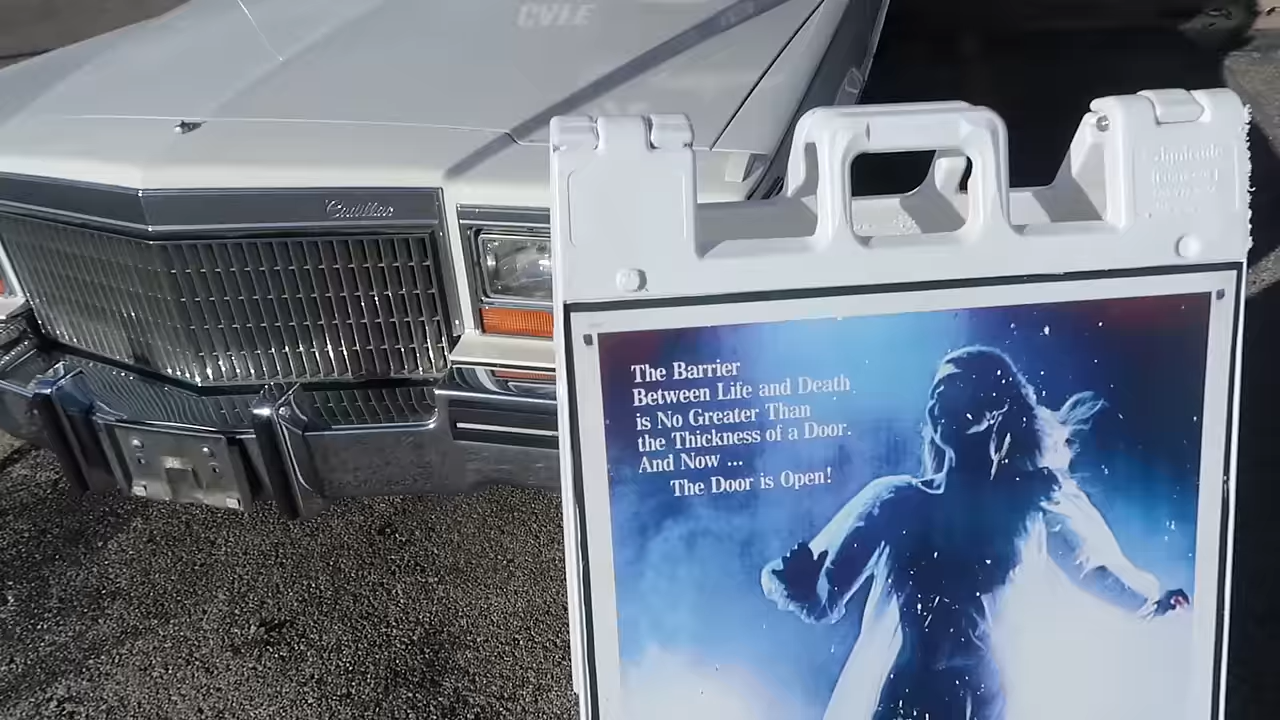 Cadillac
The Barrier
Between Life and Death
is No Greater Than
the Thickness of a Door.
And Now ...
The Door is Open!